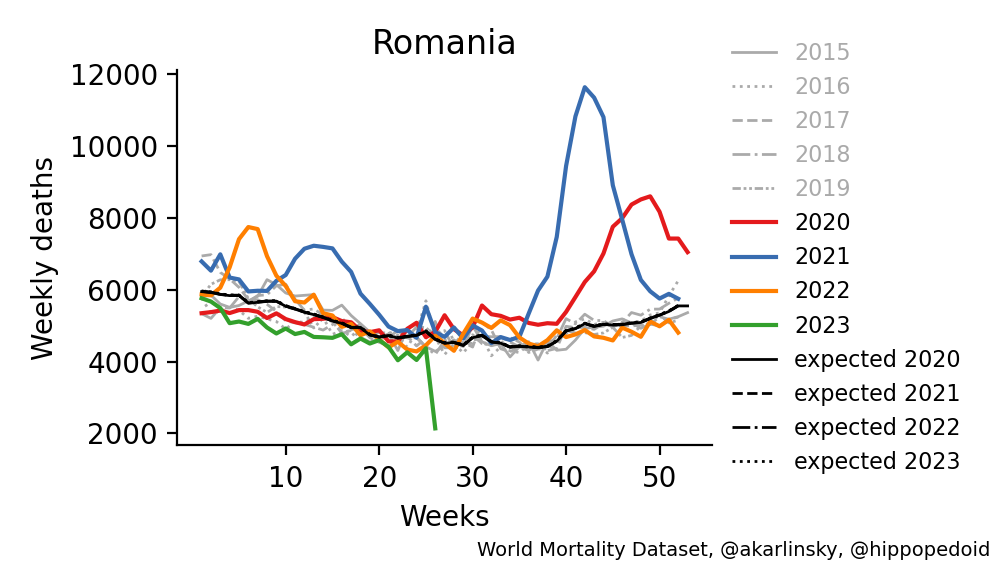 Romania
12000
10000
8000
6000
4000
2000
Weekly deaths
10
20
30
40
50
Weeks
2015
2016
2017
2018
2019
2020
2021
2022
2023
expected 2020
expected 2021
expected 2022
expected 2023
World Mortality Dataset, @akarlinsky, @hippopedoid